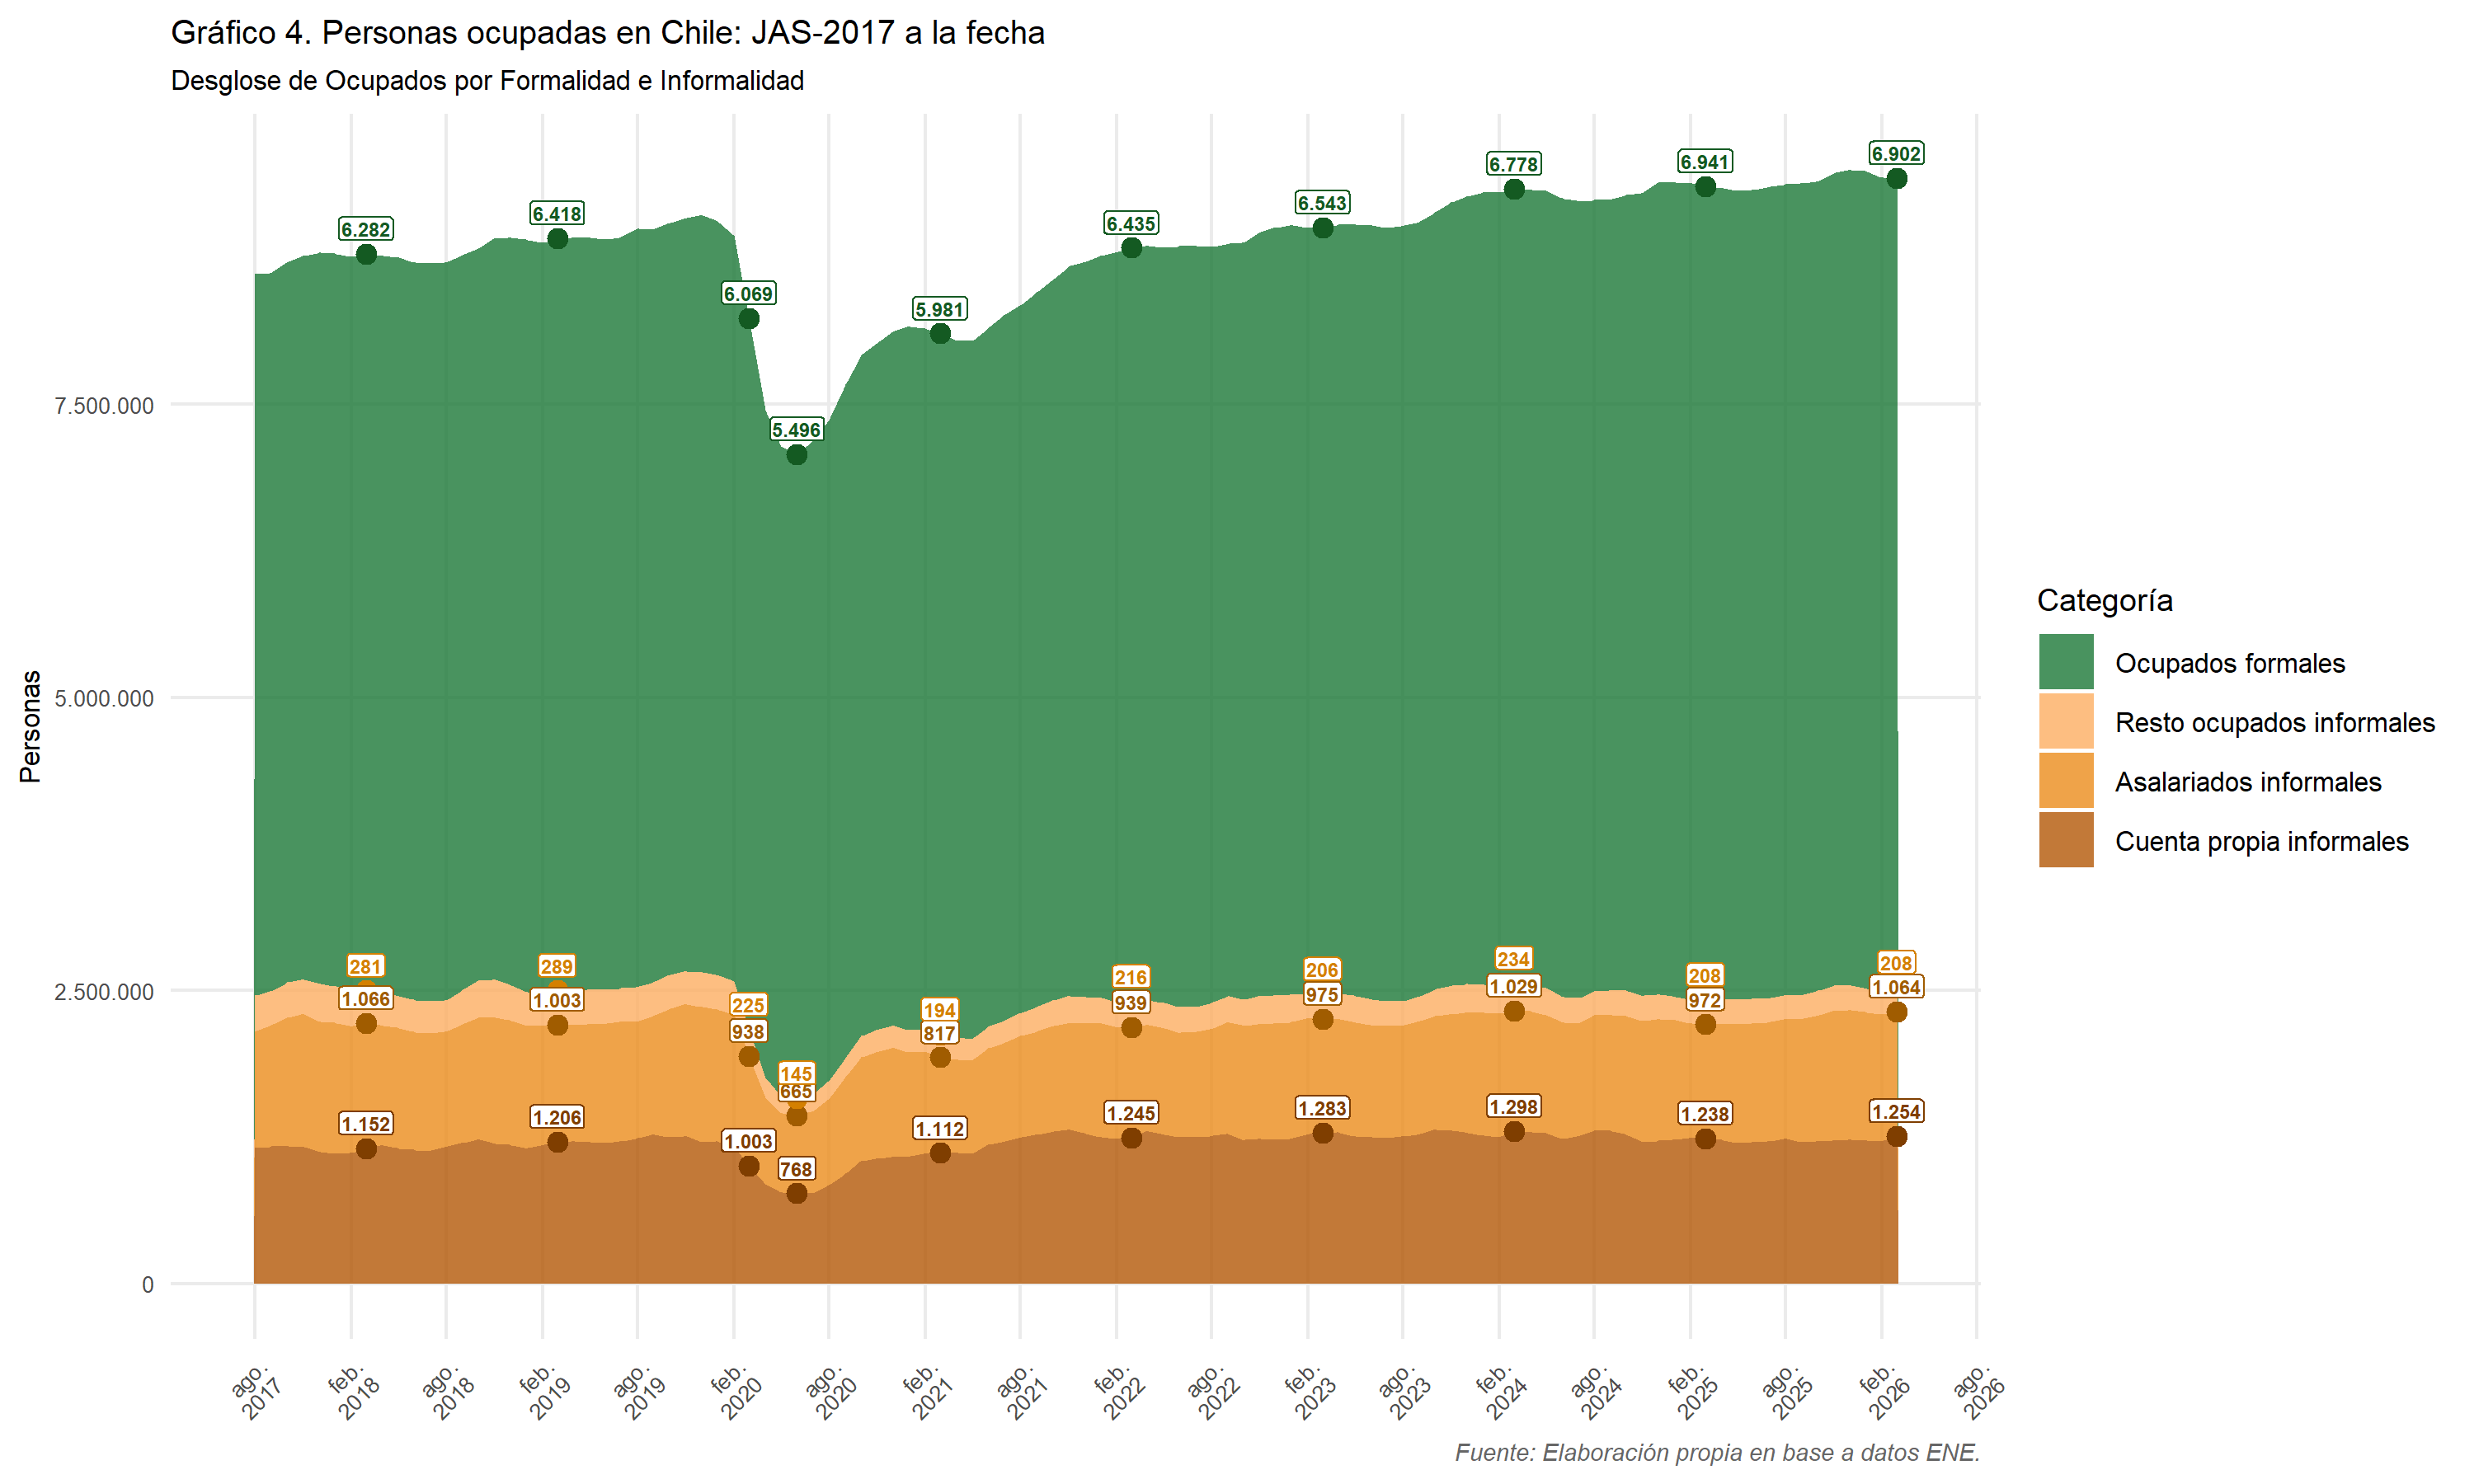 Gráfico 4. Personas ocupadas en Chile: JAS-2017 a la fecha
Desglose de Ocupados por Formalidad e Informalidad
Personas
7.500.000
5.000.000
2.500.000
0
6.282
6.418
6.069
5.496
5.981
6.435
6.543
6.778
6.941
6.902
281
289
225
145
194
216
206
234
208
208
1.066
1.003
938
665
817
939
975
1.029
972
1.064
1.152
1.206
1.003
768
1.112
1.245
1.283
1.298
1.238
1.254
ago. 2017
feb. 2018
ago. 2018
feb. 2019
ago. 2019
feb. 2020
ago. 2020
feb. 2021
ago. 2021
feb. 2022
ago. 2022
feb. 2023
ago. 2023
feb. 2024
ago. 2024
feb. 2025
ago. 2025
feb. 2026
ago. 2026
Categoría
Ocupados formales
Resto ocupados informales
Asalariados informales
Cuenta propia informales
Fuente: Elaboración propia en base a datos ENE.